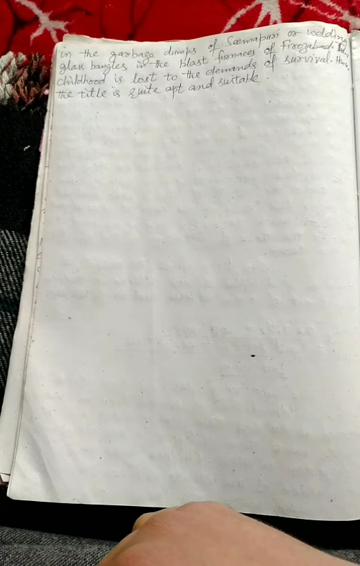 in the garbage dumps of Seemapuri or welding
glass bangles in the blast furnaces of Firozabad. The
childhood is lost to the demands of survival. Thus
the title is quite apt and suitable.